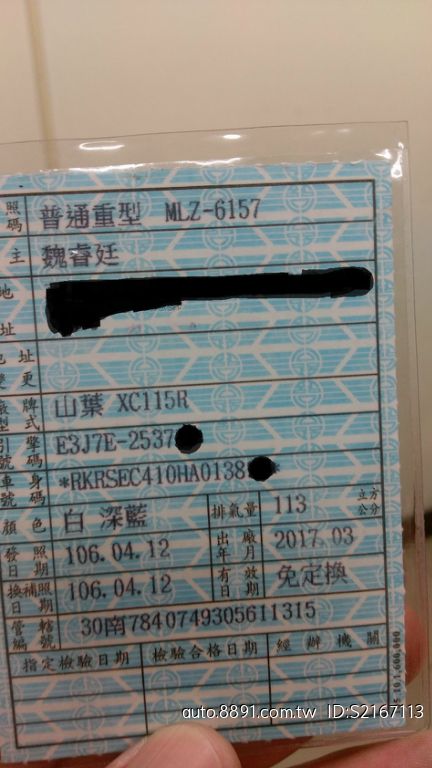 照 普通重型 MLZ-6157
碼
主 魏睿廷
地
址
址
變更
廠牌 山葉 XC115R
型式
引擎 E3J7E-2537
號碼
車身 *RKRSEC410HA0138
號碼
顏色 白 深藍 排氣量 113 立方公分
發照日期 106.04.12 出廠年月 2017.03
換補照日期 106.04.12 有效日期 免定換
管轄編號 30南7840749305611315
指定檢驗日期 檢驗合格日期 經辦機關
auto.8891.com.tw ID:S2167113